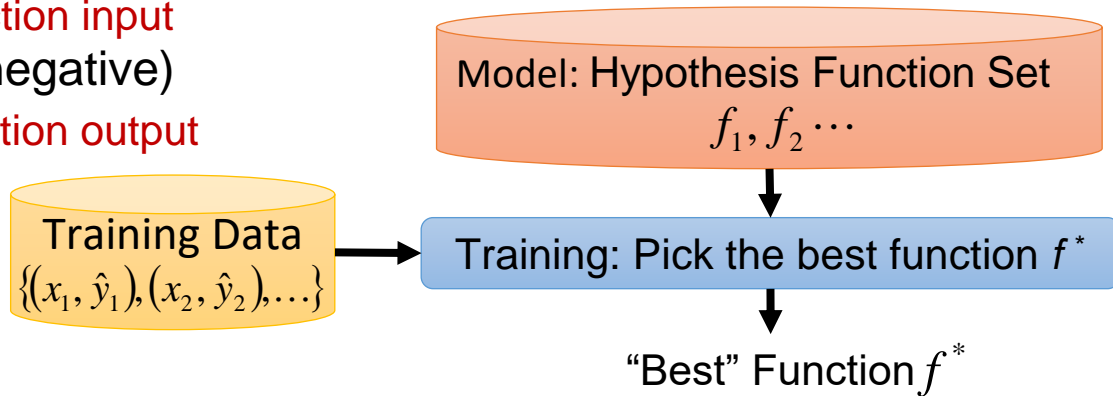 tion input
negative)
tion output
Model: Hypothesis Function Set
f₁, f₂ ⋯
Training Data
{(x₁, ŷ₁),(x₂, ŷ₂),…}
Training: Pick the best function f*
“Best” Function f*